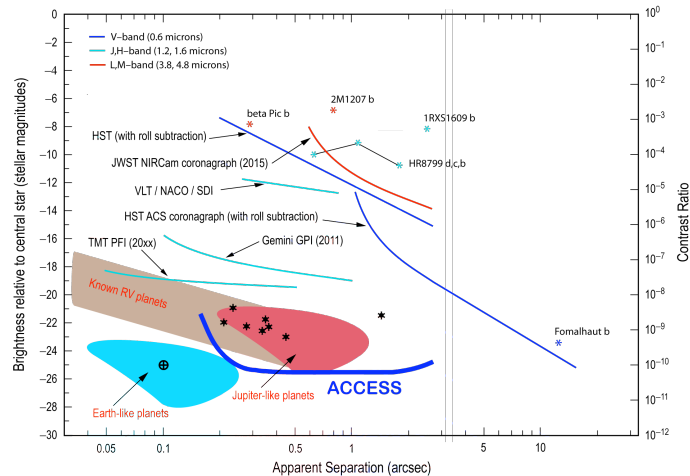 V−band (0.6 microns)
J,H−band (1.2, 1.6 microns)
L,M−band (3.8, 4.8 microns)
0
−2
−4
−6
−8
−10
−12
−14
−16
−18
−20
−22
−24
−26
−28
−30
Brightness relative to central star (stellar magnitudes)
10⁰
10⁻¹
10⁻²
10⁻³
10⁻⁴
10⁻⁵
10⁻⁶
10⁻⁷
10⁻⁸
10⁻⁹
10⁻¹⁰
10⁻¹¹
10⁻¹²
Contrast Ratio
2M1207 b
beta Pic b
1RXS1609 b
HST (with roll subtraction)
JWST NIRCam coronagraph (2015)
HR8799 d,c,b
VLT / NACO / SDI
HST ACS coronagraph (with roll subtraction)
TMT PFI (20xx)
Gemini GPI (2011)
Known RV planets
Fomalhaut b
ACCESS
Jupiter-like planets
Earth-like planets
0.05
0.1
0.5
1
5
10
Apparent Separation (arcsec)